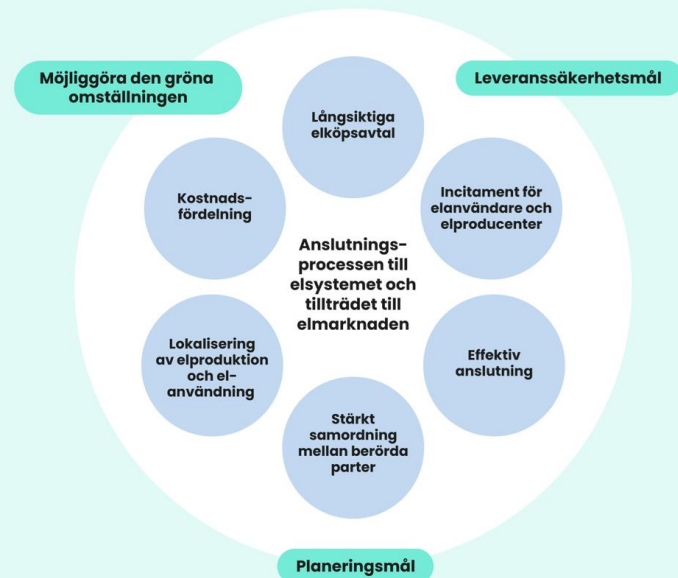 Möjliggöra den gröna
omställningen
Leveranssäkerhetsmål
Långsiktiga
elköpsavtal
Kostnads-
fördelning
Incitament för
elanvändare och
elproducenter
Anslutnings-
processen till
elsystemet och
tillträdet till
elmarknaden
Lokalisering
av elproduktion
och el-
användning
Effektiv
anslutning
Stärkt
samordning
mellan berörda
parter
Planeringsmål